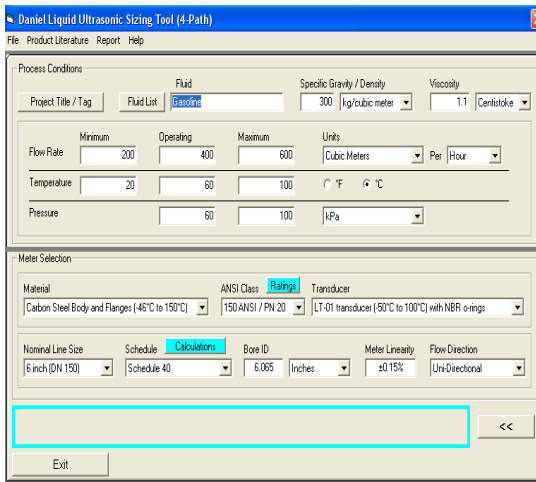 Daniel Liquid Ultrasonic Sizing Tool (4-Path)
File Product Literature Report Help
Process Conditions
Fluid Specific Gravity / Density Viscosity
Project Title / Tag Fluid List Gasoline 300 kg/cubic meter 1.1 Centistoke
Minimum Operating Maximum Units
Flow Rate 200 400 600 Cubic Meters Per Hour
Temperature 20 60 100 °F °C
Pressure 60 100 kPa
Meter Selection
Material ANSI Class Ratings Transducer
Carbon Steel Body and Flanges (-46°C to 150°C) 150 ANSI / PN 20 LT-01 transducer (-50°C to 100°C) with NBR o-rings
Nominal Line Size Schedule Calculations Bore ID Meter Linearity Flow Direction
6 inch (DN 150) Schedule 40 6.065 Inches ±0.15% Uni-Directional
<<
Exit